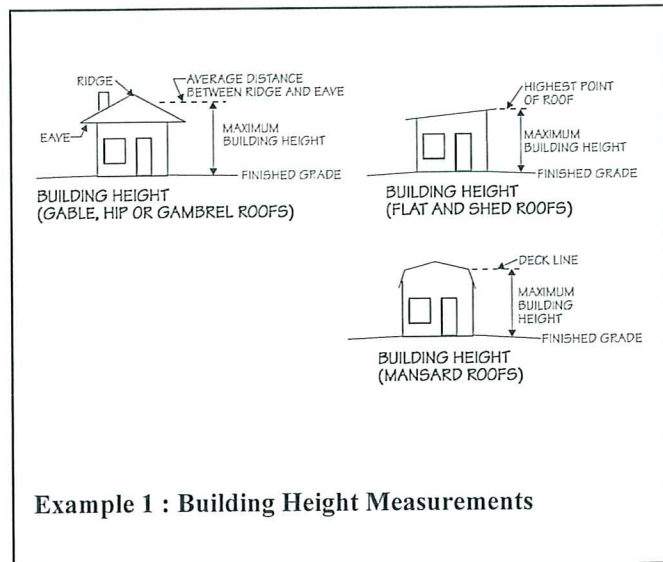 RIDGE
AVERAGE DISTANCE
BETWEEN RIDGE AND EAVE
EAVE
MAXIMUM
BUILDING HEIGHT
FINISHED GRADE
BUILDING HEIGHT
(GABLE, HIP OR GAMBREL ROOFS)
HIGHEST POINT
OF ROOF
MAXIMUM
BUILDING HEIGHT
FINISHED GRADE
BUILDING HEIGHT
(FLAT AND SHED ROOFS)
DECK LINE
MAXIMUM
BUILDING
HEIGHT
FINISHED GRADE
BUILDING HEIGHT
(MANSARD ROOFS)
Example 1 : Building Height Measurements